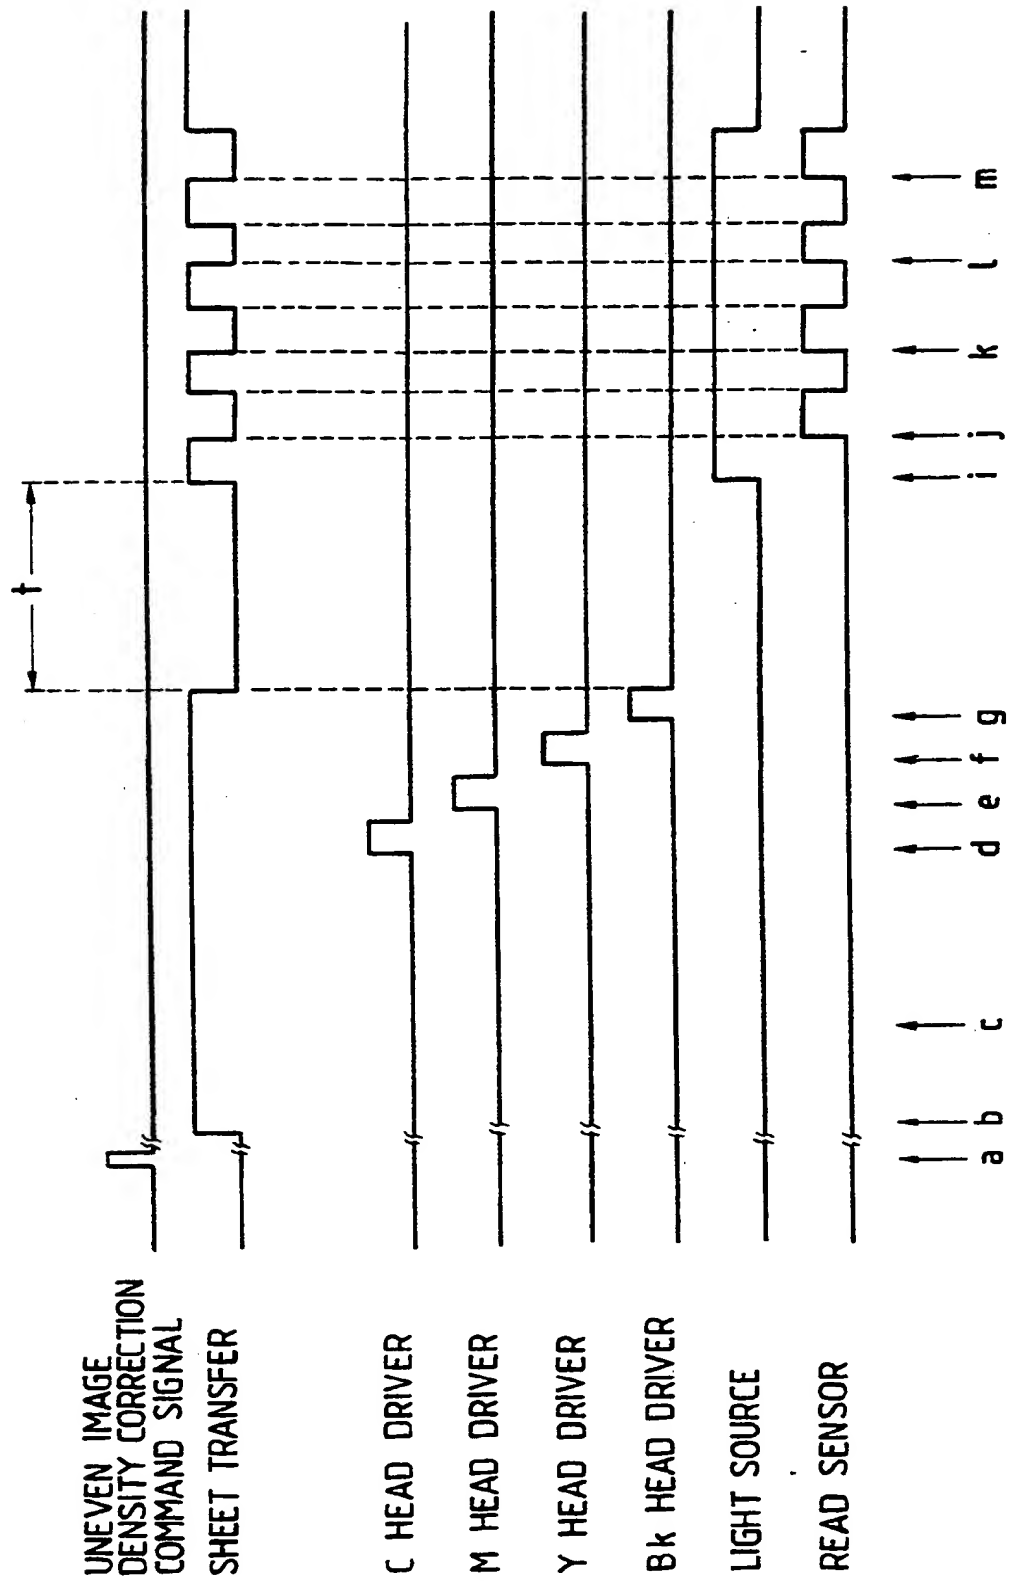 UNEVEN IMAGE
DENSITY CORRECTION
COMMAND SIGNAL
SHEET TRANSFER
C HEAD DRIVER
M HEAD DRIVER
Y HEAD DRIVER
Bk HEAD DRIVER
LIGHT SOURCE
READ SENSOR
t
a b c d e f g i j k l m